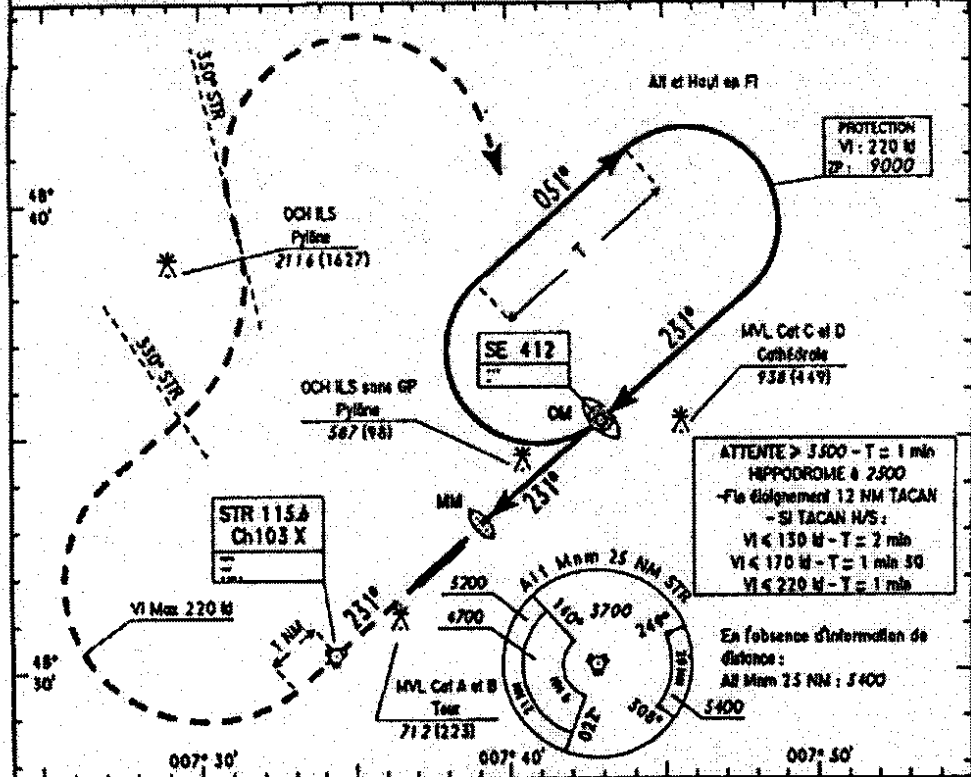 Alt et Haut en Ft
PROTECTION
VI : 220 kt
ZP : 9000
350° STR
051°
48°
40'
OCH ILS
Pylône
2116 (1627)
T
231°
SE 412
MVL Cat C et D
Cathédrale
938 (449)
330° STR
OCH ILS sans GP
Pylône
587 (98)
OM
ATTENTE > 3500 - T = 1 min
HIPPODROME à 2500
-Fin éloignement 12 NM TACAN
- SI TACAN H/S :
VI < 130 kt - T = 2 min
VI < 170 kt - T = 1 min 30
VI < 220 kt - T = 1 min
MM
231°
STR 115.6
Ch103 X
Alt Mnm 25 NM STR
5200
4700
140°
3700
244°
VI Max 220 kt
231°
1 NM
En l'absence d'information de
distance :
Alt Mnm 25 NM : 5400
48°
30'
MVL Cat A et B
Tour
712 (223)
022°
308°
5400
007° 30'
007° 40'
007° 50'